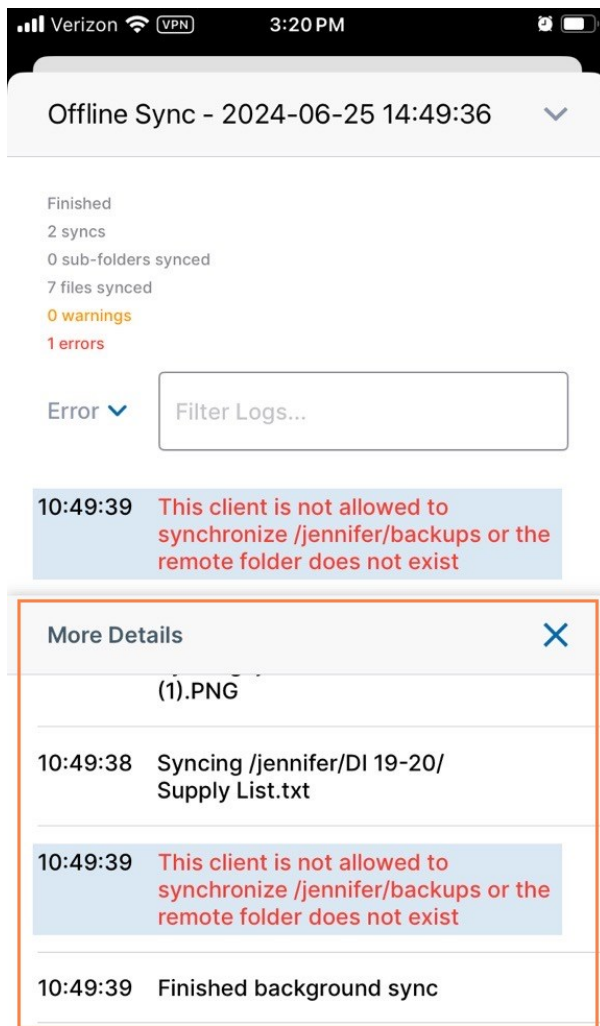 Verizon VPN 3:20 PM
Offline Sync - 2024-06-25 14:49:36
Finished
2 syncs
0 sub-folders synced
7 files synced
0 warnings
1 errors
Error
Filter Logs...
10:49:39 This client is not allowed to
synchronize /jennifer/backups or the
remote folder does not exist
More Details
(1).PNG
10:49:38 Syncing /jennifer/DI 19-20/
Supply List.txt
10:49:39 This client is not allowed to
synchronize /jennifer/backups or the
remote folder does not exist
10:49:39 Finished background sync